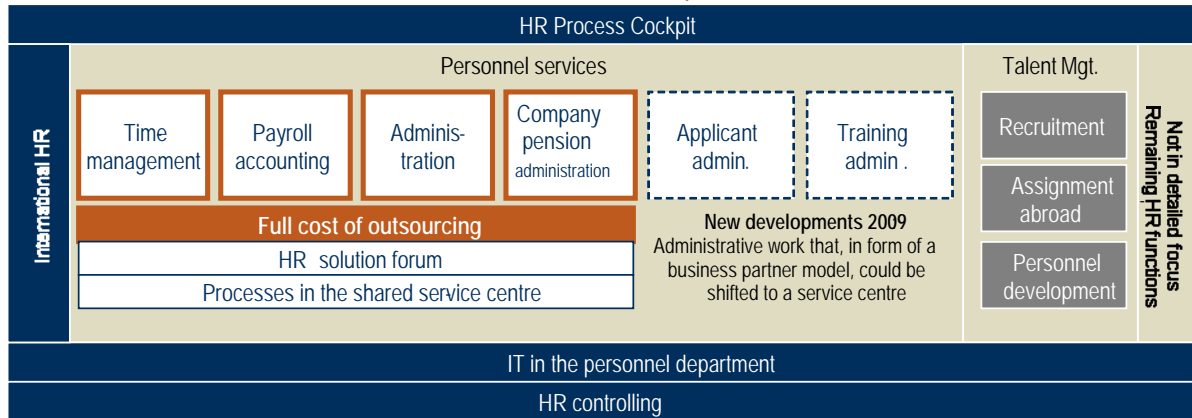 HR Process Cockpit
International HR
Personnel services
Time
management
Payroll
accounting
Adminis-
tration
Company
pension
administration
Applicant
admin.
Training
admin .
Full cost of outsourcing
HR solution forum
Processes in the shared service centre
New developments 2009
Administrative work that, in form of a
business partner model, could be
shifted to a service centre
Talent Mgt.
Recruitment
Assignment
abroad
Personnel
development
Not in detailed focus
Remaining HR functions
IT in the personnel department
HR controlling